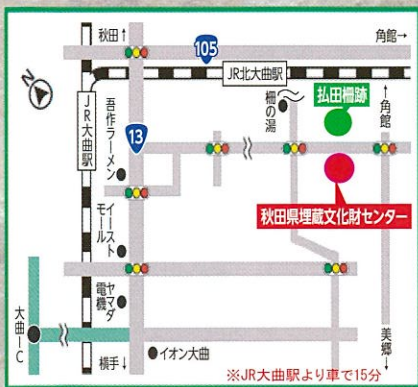 秋田↑
105
角館→
JR北大曲駅
N
JR大曲駅
13
吾作ラーメン
柵の湯
払田柵跡
↑角館
秋田県埋蔵文化財センター
イーストモール
ヤマダ電機
大曲IC
横手↓
イオン大曲
美郷↓
※JR大曲駅より車で15分